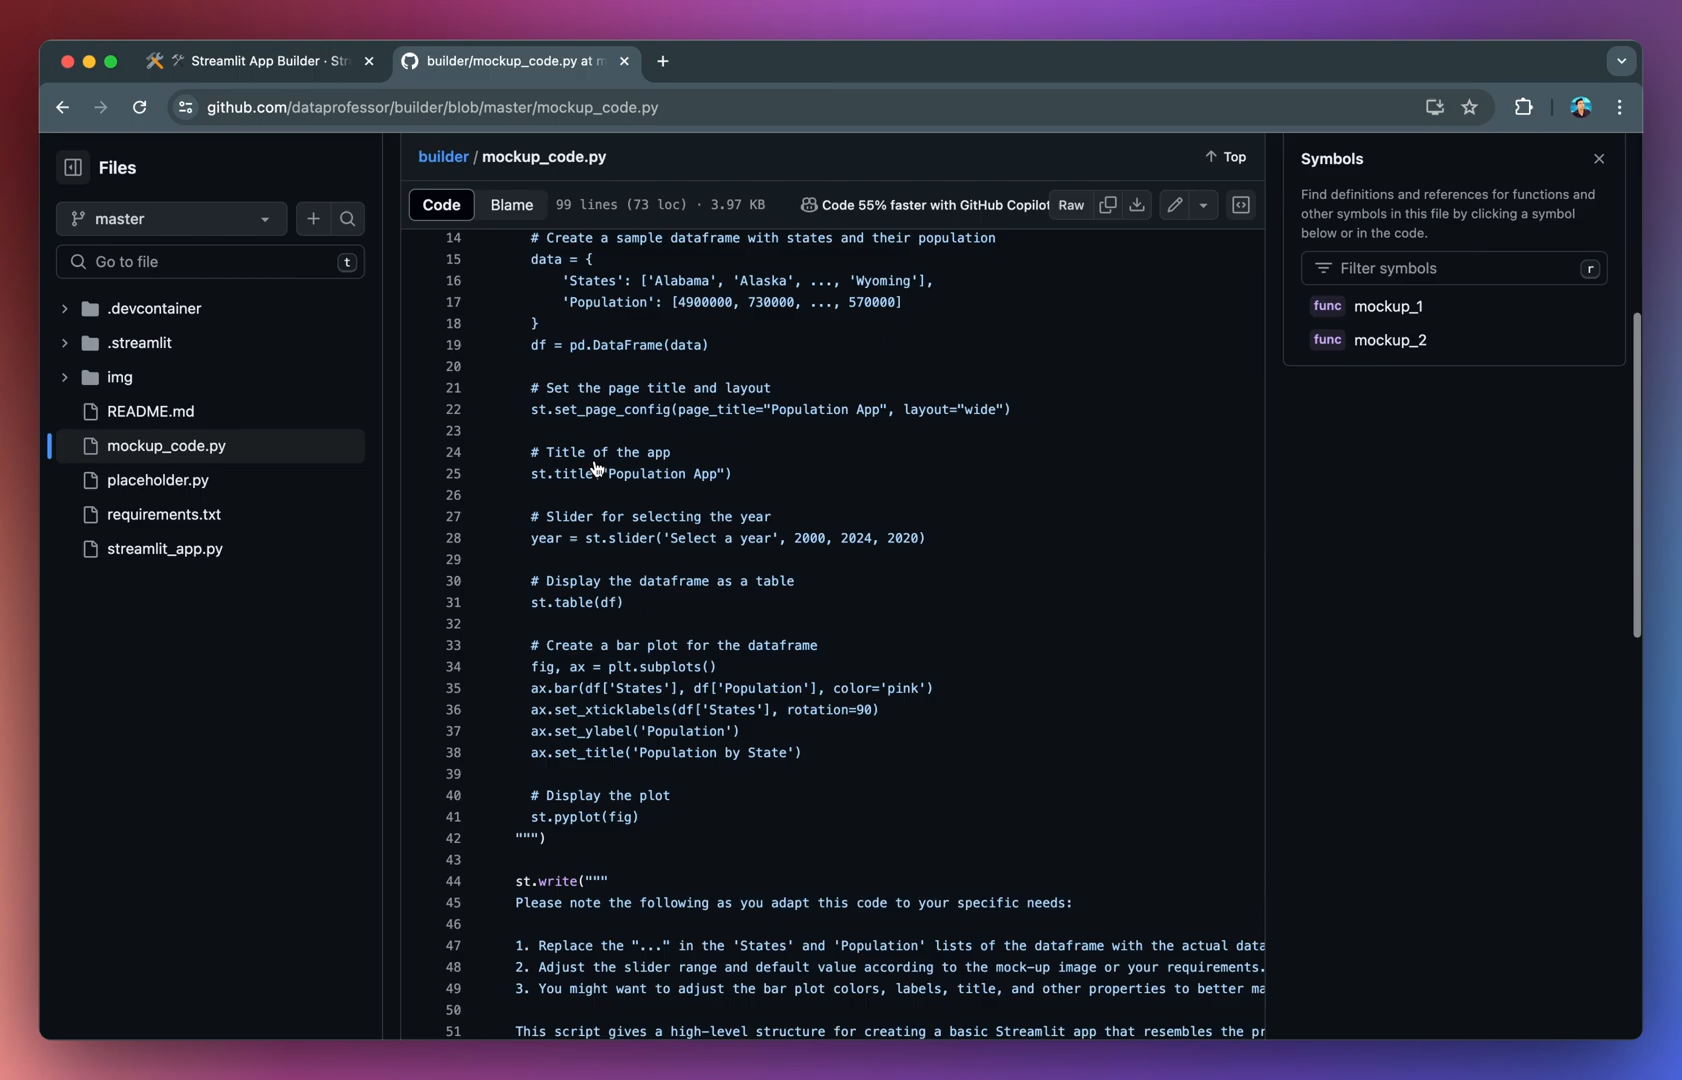 Streamlit App Builder · Str
builder/mockup_code.py at m
github.com/dataprofessor/builder/blob/master/mockup_code.py
Files
master
Go to file
t
.devcontainer
.streamlit
img
README.md
mockup_code.py
placeholder.py
requirements.txt
streamlit_app.py
builder / mockup_code.py
Top
Code
Blame
99 lines (73 loc) · 3.97 KB
Code 55% faster with GitHub Copilot
Raw
14 # Create a sample dataframe with states and their population
15 data = {
16 'States': ['Alabama', 'Alaska', ..., 'Wyoming'],
17 'Population': [4900000, 730000, ..., 570000]
18 }
19 df = pd.DataFrame(data)
20
21 # Set the page title and layout
22 st.set_page_config(page_title="Population App", layout="wide")
23
24 # Title of the app
25 st.title("Population App")
26
27 # Slider for selecting the year
28 year = st.slider('Select a year', 2000, 2024, 2020)
29
30 # Display the dataframe as a table
31 st.table(df)
32
33 # Create a bar plot for the dataframe
34 fig, ax = plt.subplots()
35 ax.bar(df['States'], df['Population'], color='pink')
36 ax.set_xticklabels(df['States'], rotation=90)
37 ax.set_ylabel('Population')
38 ax.set_title('Population by State')
39
40 # Display the plot
41 st.pyplot(fig)
42 """)
43
44 st.write("""
45 Please note the following as you adapt this code to your specific needs:
46
47 1. Replace the "..." in the 'States' and 'Population' lists of the dataframe with the actual data
48 2. Adjust the slider range and default value according to the mock-up image or your requirements.
49 3. You might want to adjust the bar plot colors, labels, title, and other properties to better ma
50
51 This script gives a high-level structure for creating a basic Streamlit app that resembles the pr
Symbols
Find definitions and references for functions and
other symbols in this file by clicking a symbol
below or in the code.
Filter symbols
r
func mockup_1
func mockup_2